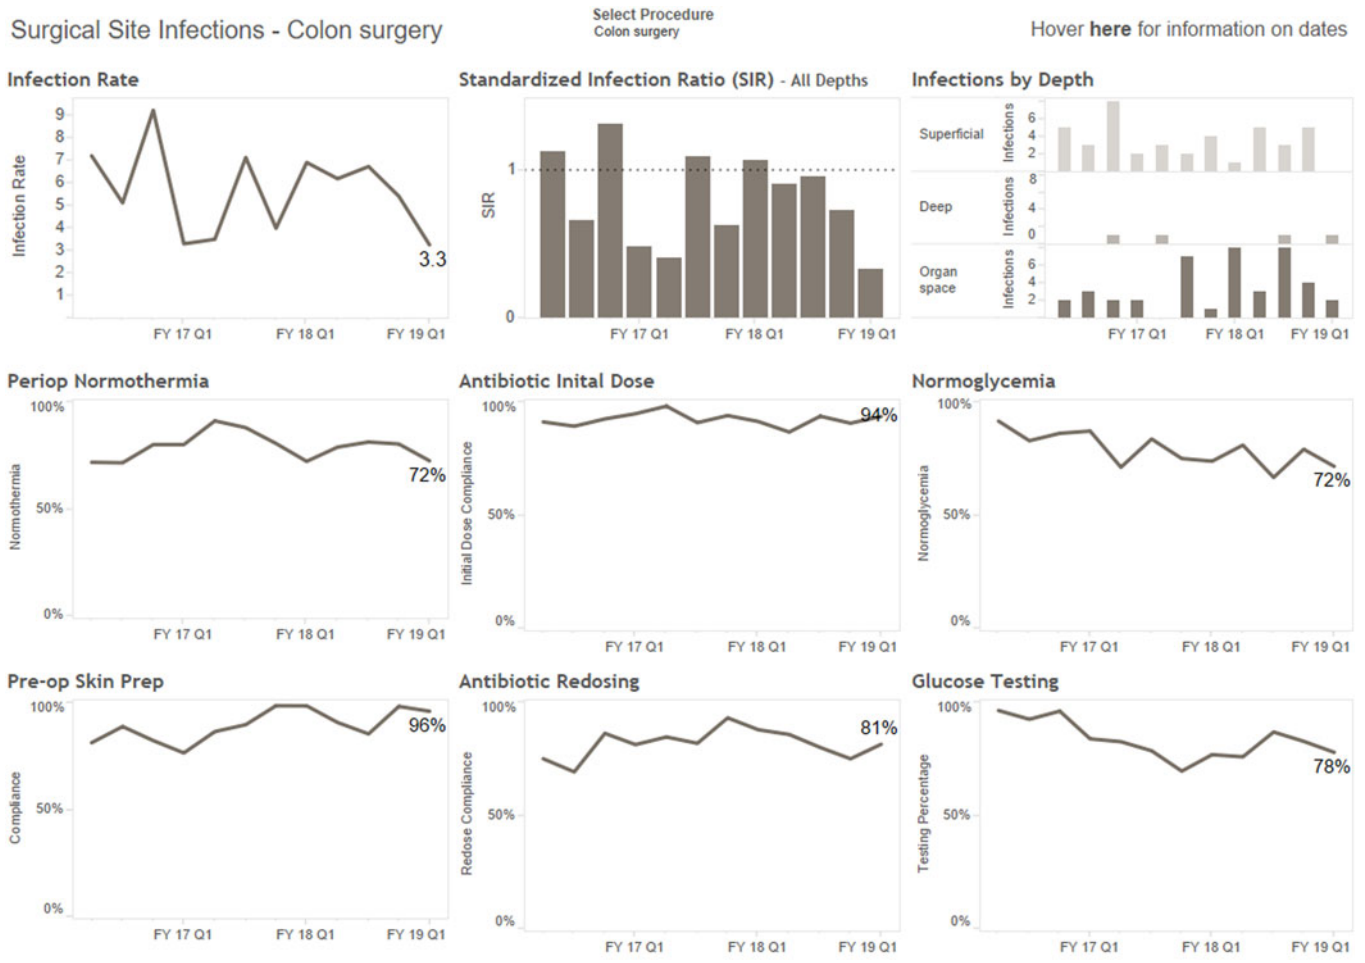 Surgical Site Infections - Colon surgery
Select Procedure
Colon surgery
Hover here for information on dates
Infection Rate
Infection Rate
9
8
7
6
5
4
3
2
1
3.3
FY 17 Q1
FY 18 Q1
FY 19 Q1
Standardized Infection Ratio (SIR) - All Depths
SIR
1
0
FY 17 Q1
FY 18 Q1
FY 19 Q1
Infections by Depth
Superficial
Infections
6
4
2
Deep
Infections
8
4
0
Organ
space
Infections
6
4
2
FY 17 Q1
FY 18 Q1
FY 19 Q1
Periop Normothermia
Normothermia
100%
50%
0%
72%
FY 17 Q1
FY 18 Q1
FY 19 Q1
Antibiotic Inital Dose
Initial Dose Compliance
100%
50%
0%
94%
FY 17 Q1
FY 18 Q1
FY 19 Q1
Normoglycemia
Normoglycemia
100%
50%
0%
72%
FY 17 Q1
FY 18 Q1
FY 19 Q1
Pre-op Skin Prep
Compliance
100%
50%
0%
96%
FY 17 Q1
FY 18 Q1
FY 19 Q1
Antibiotic Redosing
Redose Compliance
100%
50%
0%
81%
FY 17 Q1
FY 18 Q1
FY 19 Q1
Glucose Testing
Testing Percentage
100%
50%
0%
78%
FY 17 Q1
FY 18 Q1
FY 19 Q1